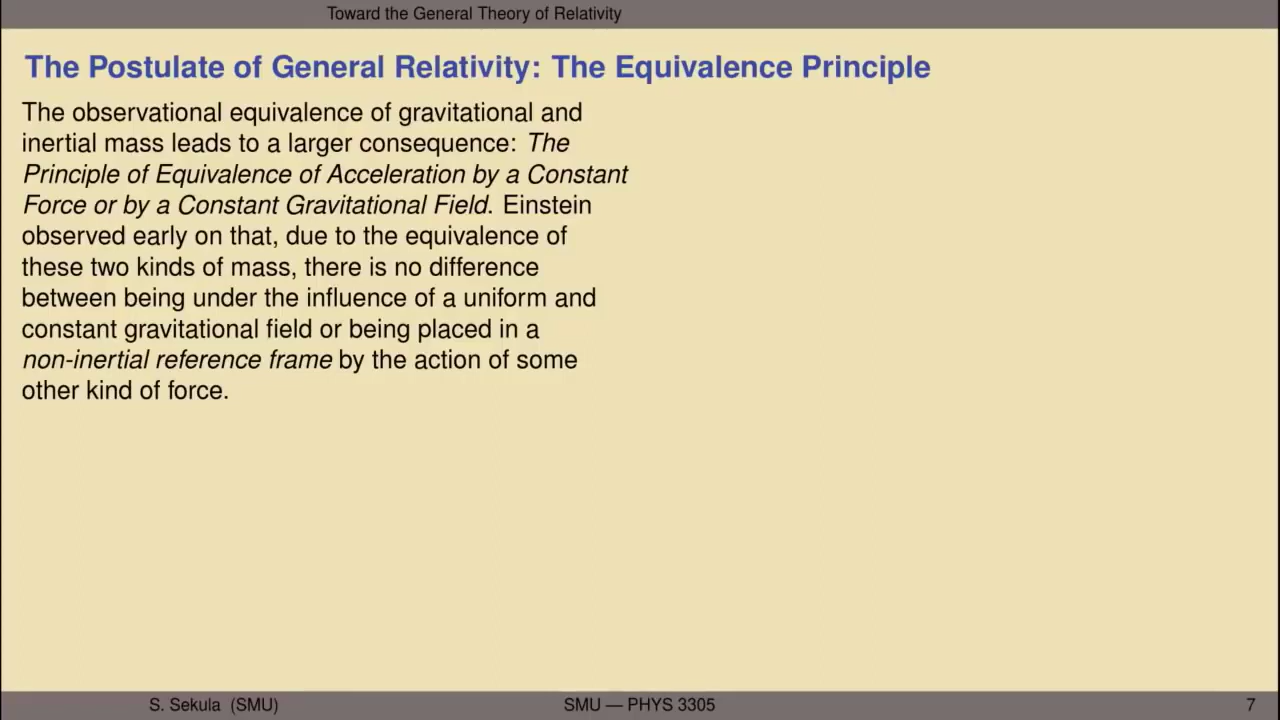 Toward the General Theory of Relativity
The Postulate of General Relativity: The Equivalence Principle
The observational equivalence of gravitational and
inertial mass leads to a larger consequence: The
Principle of Equivalence of Acceleration by a Constant
Force or by a Constant Gravitational Field. Einstein
observed early on that, due to the equivalence of
these two kinds of mass, there is no difference
between being under the influence of a uniform and
constant gravitational field or being placed in a
non-inertial reference frame by the action of some
other kind of force.
S. Sekula (SMU) SMU — PHYS 3305 7